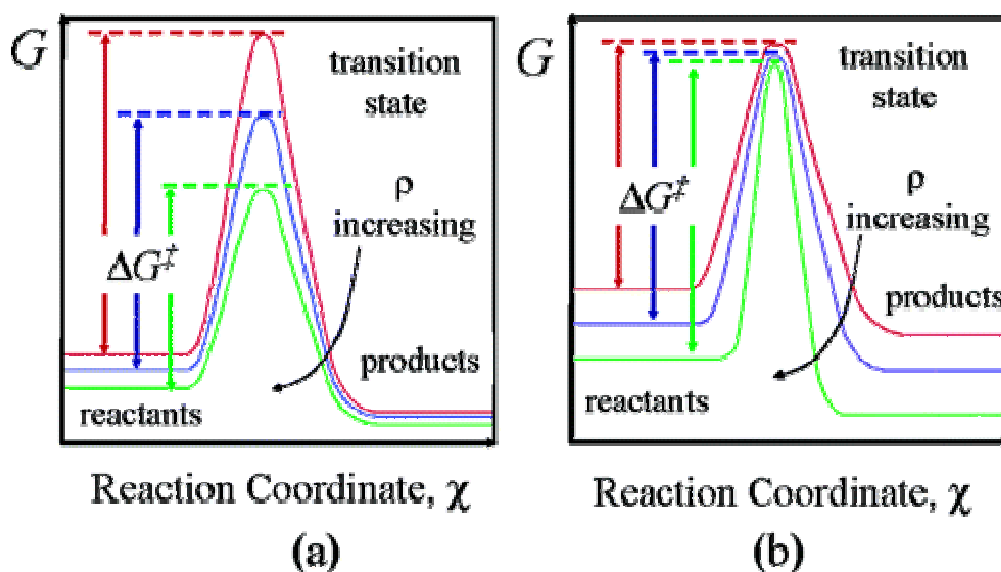 G
transition
state
ρ
increasing
ΔG‡
products
reactants
Reaction Coordinate, χ
(a)
G
transition
state
ρ
increasing
ΔG‡
products
reactants
Reaction Coordinate, χ
(b)